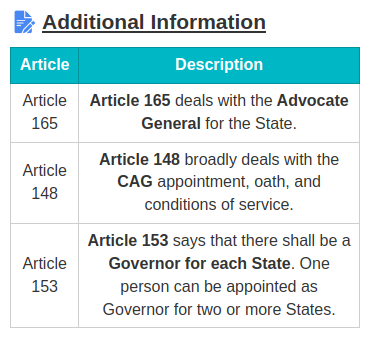 Additional Information
Article Description
Article
165
Article 165 deals with the Advocate
General for the State.
Article
148
Article 148 broadly deals with the
CAG appointment, oath, and
conditions of service.
Article
153
Article 153 says that there shall be a
Governor for each State. One
person can be appointed as
Governor for two or more States.